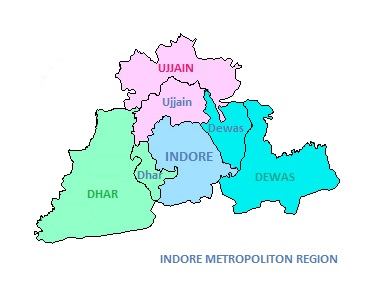 UJJAIN
Ujjain
Dewas
INDORE
Dhar
DHAR
DEWAS
INDORE METROPOLITON REGION